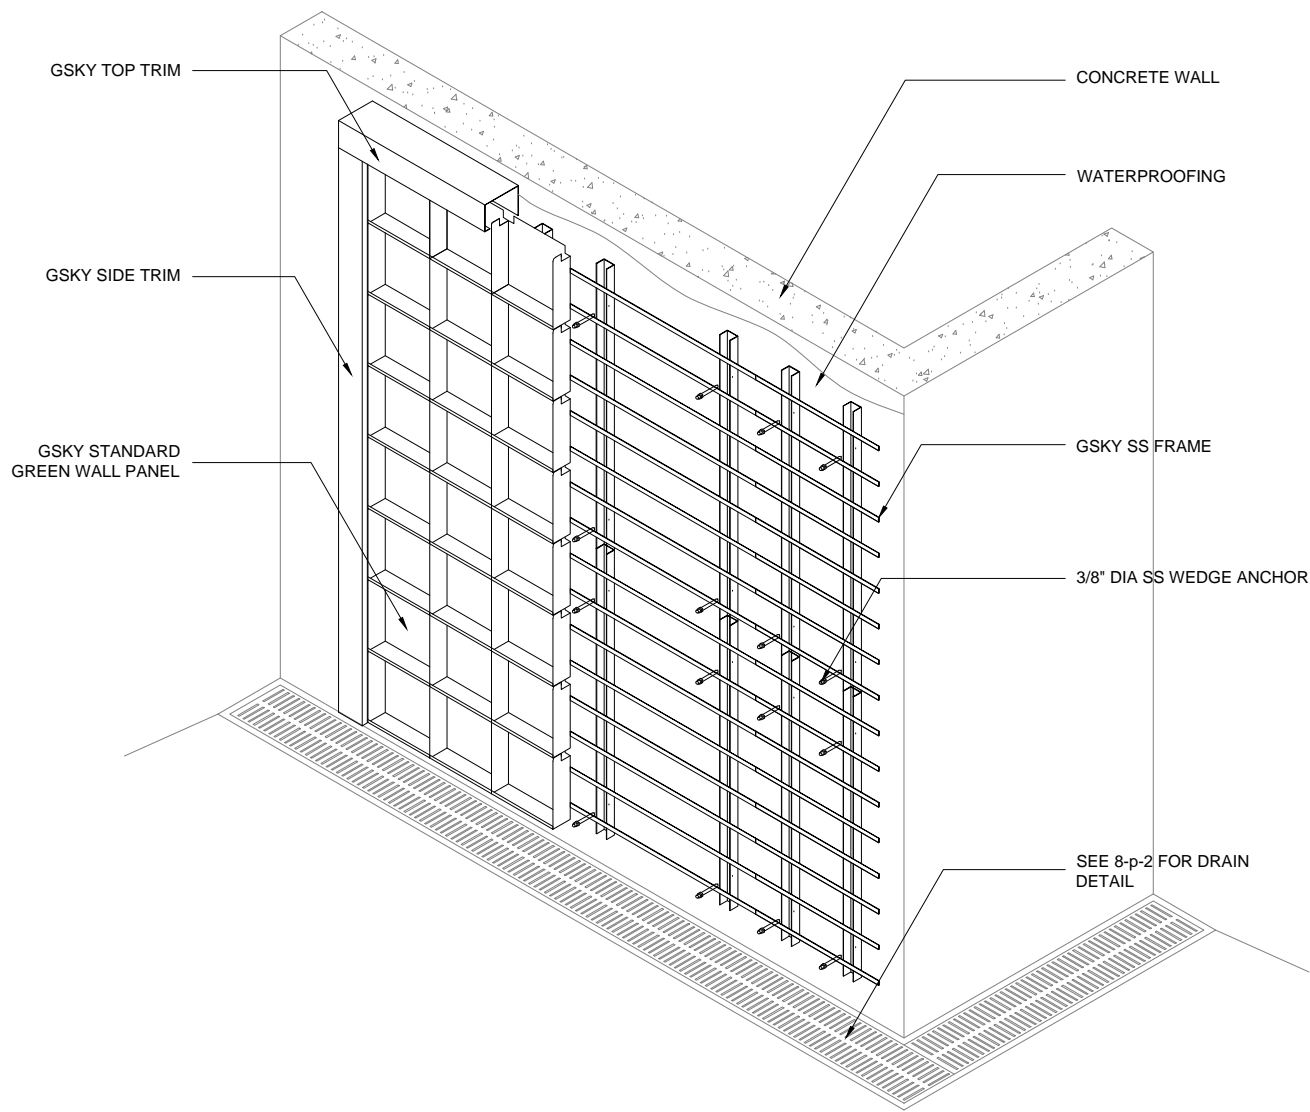 GSKY TOP TRIM
CONCRETE WALL
WATERPROOFING
GSKY SIDE TRIM
GSKY STANDARD
GREEN WALL PANEL
GSKY SS FRAME
3/8" DIA SS WEDGE ANCHOR
SEE 8-p-2 FOR DRAIN
DETAIL